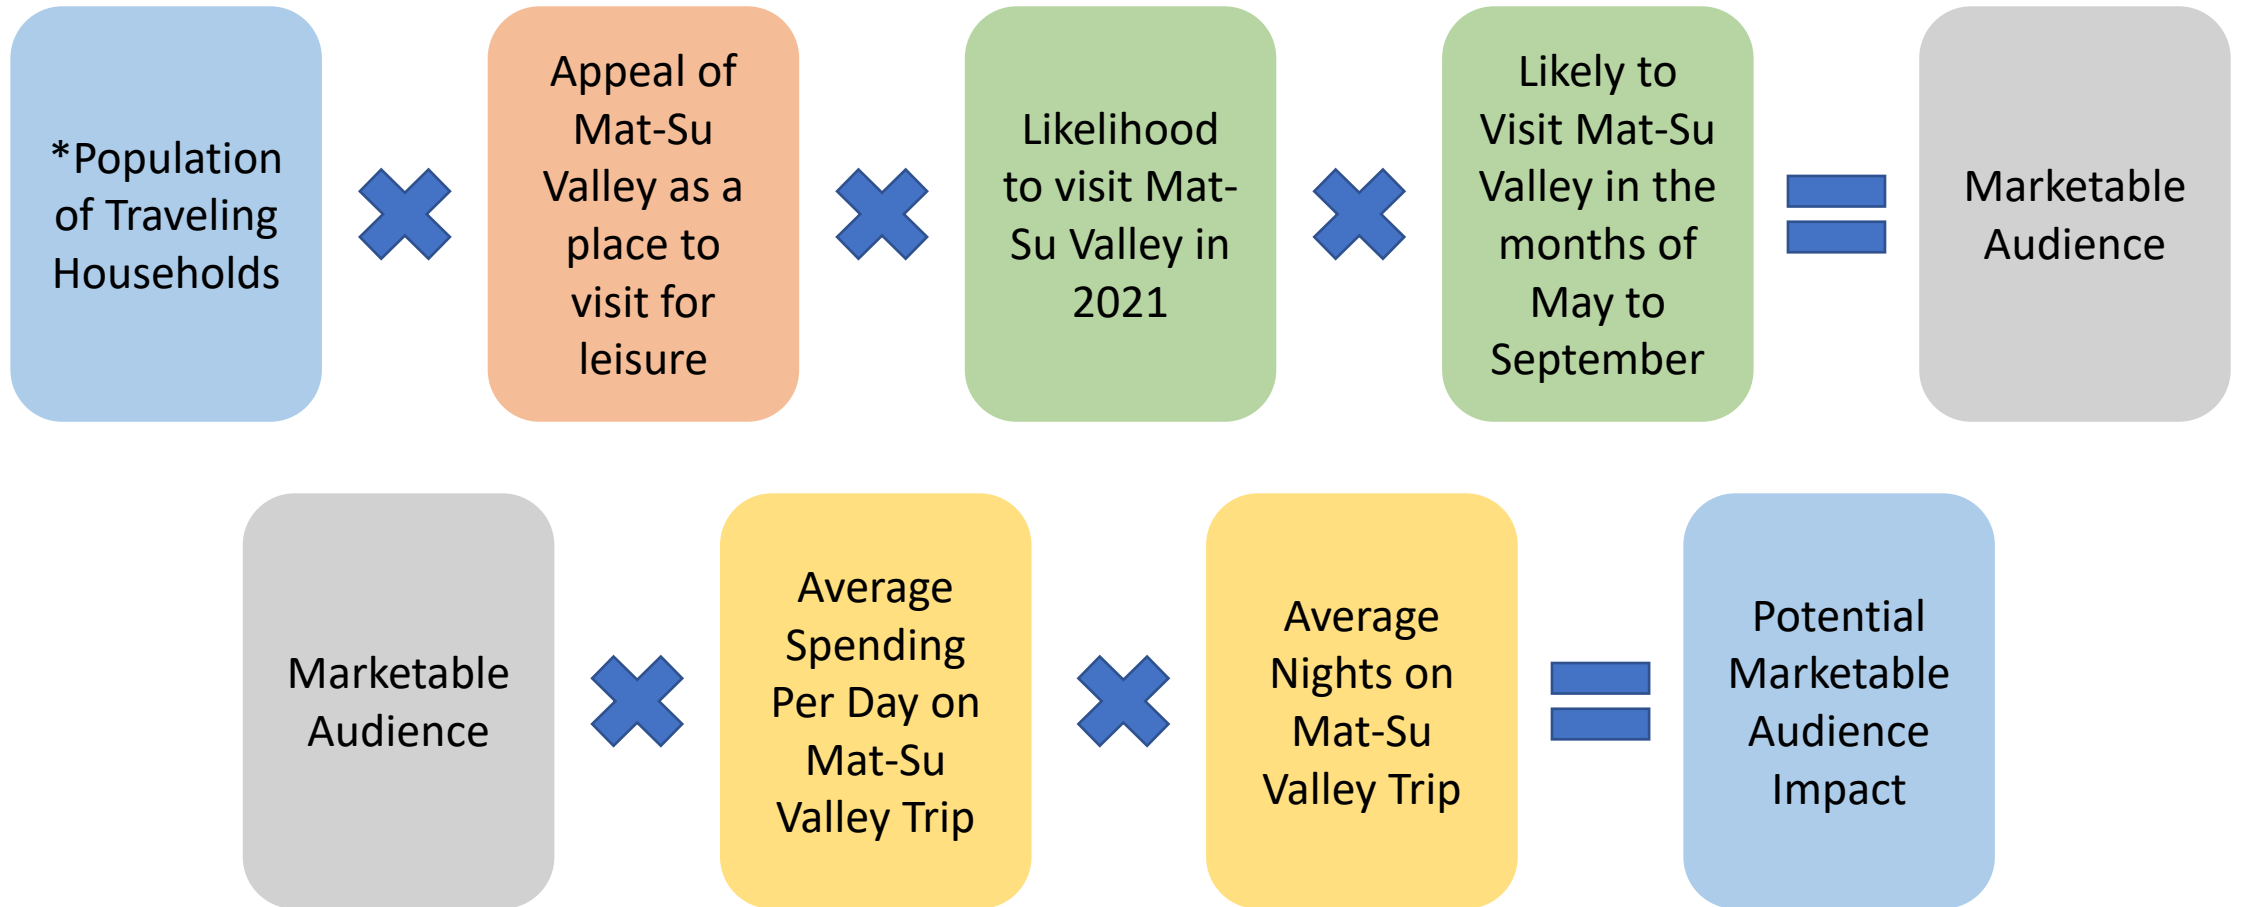 *Population
of Traveling
Households
Appeal of
Mat-Su
Valley as a
place to
visit for
leisure
Likelihood
to visit Mat-
Su Valley in
2021
Likely to
Visit Mat-Su
Valley in the
months of
May to
September
Marketable
Audience
Marketable
Audience
Average
Spending
Per Day on
Mat-Su
Valley Trip
Average
Nights on
Mat-Su
Valley Trip
Potential
Marketable
Audience
Impact